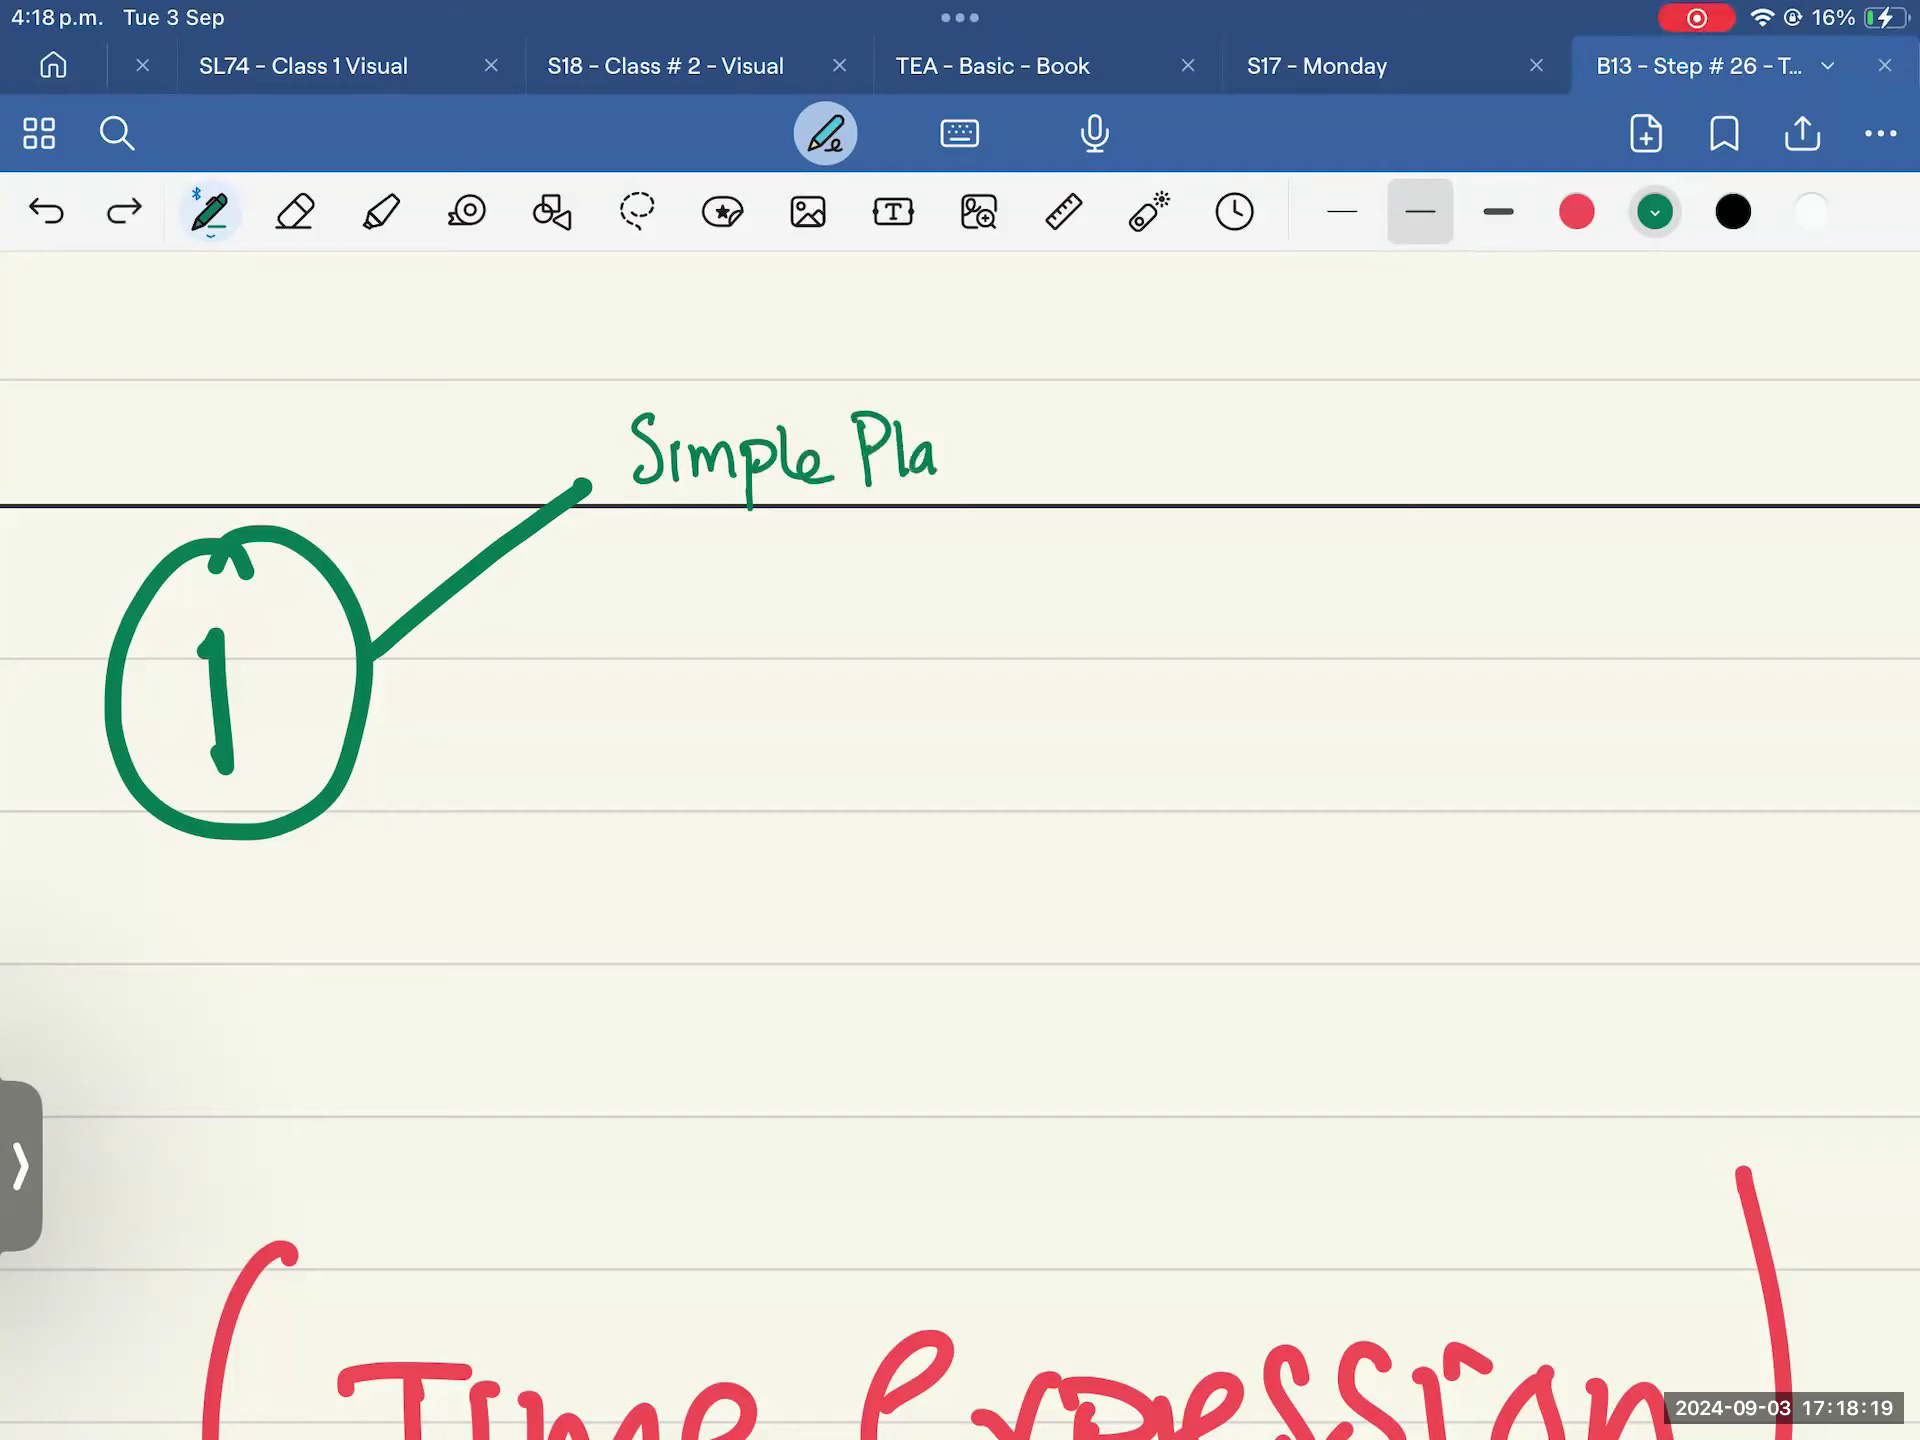 4:18 p.m. Tue 3 Sep
16%
SL74 – Class 1 Visual
S18 – Class # 2 – Visual
TEA – Basic – Book
S17 – Monday
B13 – Step # 26 – T...
Simple Pla
1
( Time Expession )
2024-09-03 17:18:19